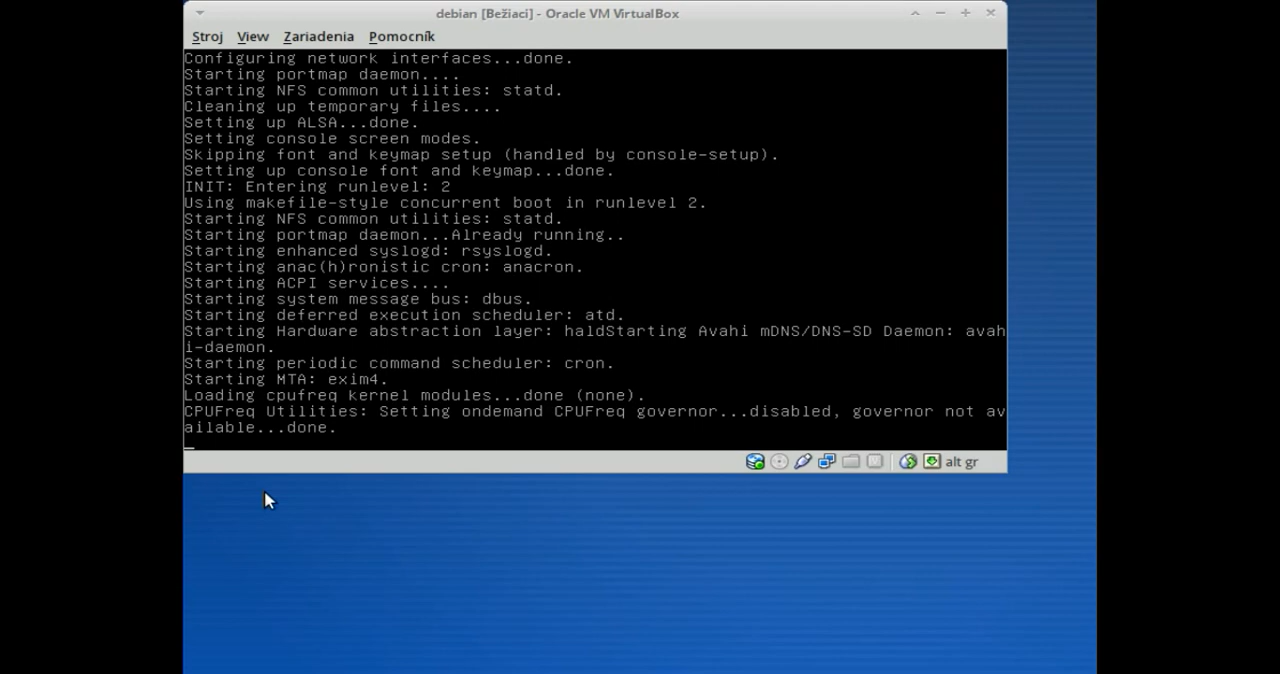 debian [Bežiaci] - Oracle VM VirtualBox
Stroj View Zariadenia Pomocník
Configuring network interfaces...done.
Starting portmap daemon....
Starting NFS common utilities: statd.
Cleaning up temporary files....
Setting up ALSA...done.
Setting console screen modes.
Skipping font and keymap setup (handled by console-setup).
Setting up console font and keymap...done.
INIT: Entering runlevel: 2
Using makefile-style concurrent boot in runlevel 2.
Starting NFS common utilities: statd.
Starting portmap daemon...Already running..
Starting enhanced syslogd: rsyslogd.
Starting anac(h)ronistic cron: anacron.
Starting ACPI services....
Starting system message bus: dbus.
Starting deferred execution scheduler: atd.
Starting Hardware abstraction layer: haldStarting Avahi mDNS/DNS-SD Daemon: avah
i-daemon.
Starting periodic command scheduler: cron.
Starting MTA: exim4.
Loading cpufreq kernel modules...done (none).
CPUFreq Utilities: Setting ondemand CPUFreq governor...disabled, governor not av
ailable...done.
alt gr